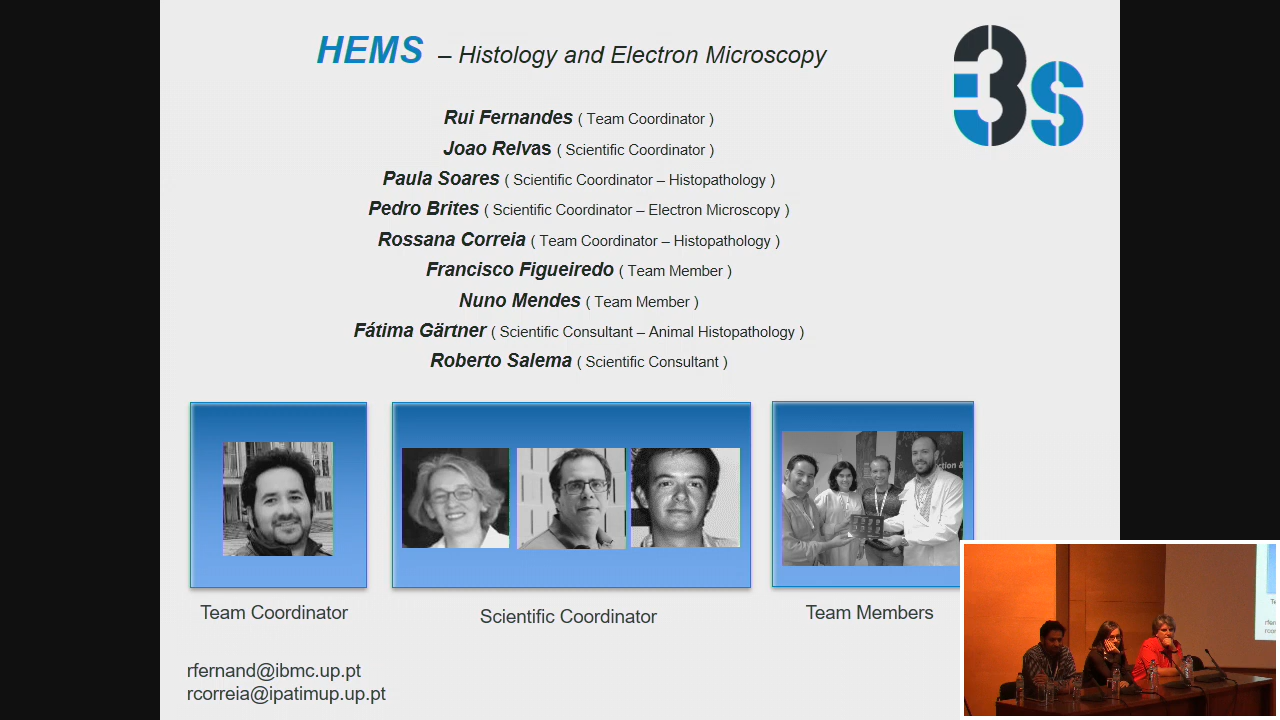 HEMS – Histology and Electron Microscopy
3s
Rui Fernandes ( Team Coordinator )
Joao Relvas ( Scientific Coordinator )
Paula Soares ( Scientific Coordinator – Histopathology )
Pedro Brites ( Scientific Coordinator – Electron Microscopy )
Rossana Correia ( Team Coordinator – Histopathology )
Francisco Figueiredo ( Team Member )
Nuno Mendes ( Team Member )
Fátima Gärtner ( Scientific Consultant – Animal Histopathology )
Roberto Salema ( Scientific Consultant )
Team Coordinator
Scientific Coordinator
Team Members
rfernand@ibmc.up.pt
rcorreia@ipatimup.up.pt